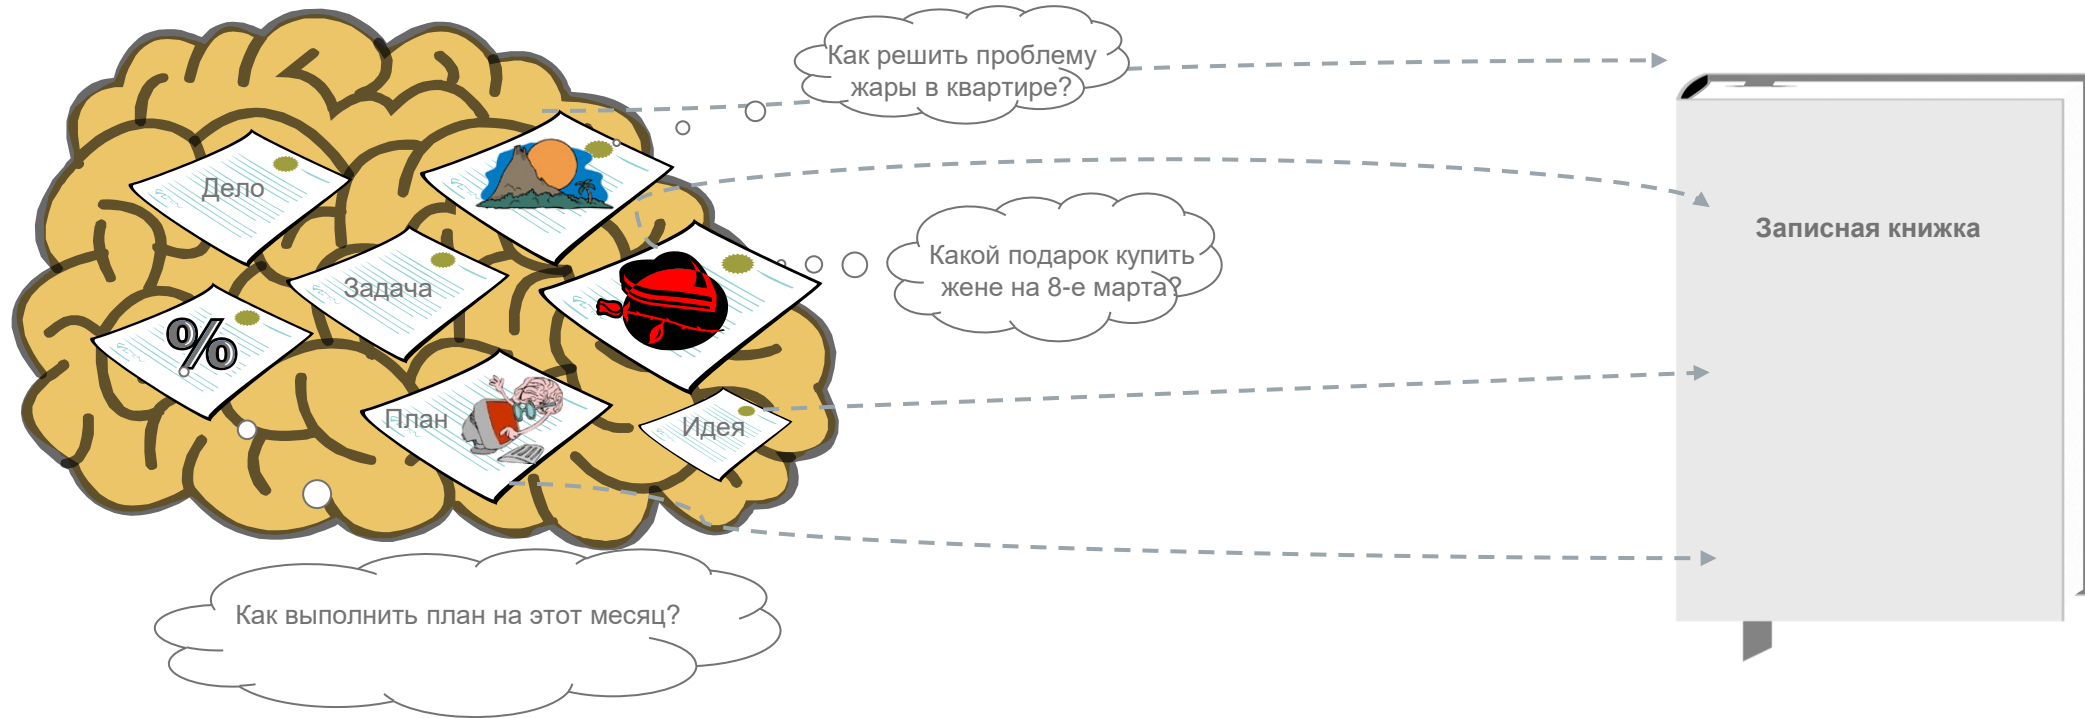 Как решить проблему
жары в квартире?
Дело
Какой подарок купить
жене на 8-е марта?
Записная книжка
Задача
%
План
Идея
Как выполнить план на этот месяц?